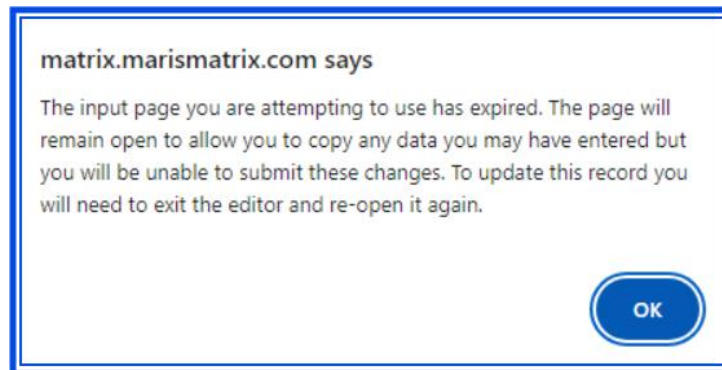 matrix.marismatrix.com says
The input page you are attempting to use has expired. The page will
remain open to allow you to copy any data you may have entered but
you will be unable to submit these changes. To update this record you
will need to exit the editor and re-open it again.
OK